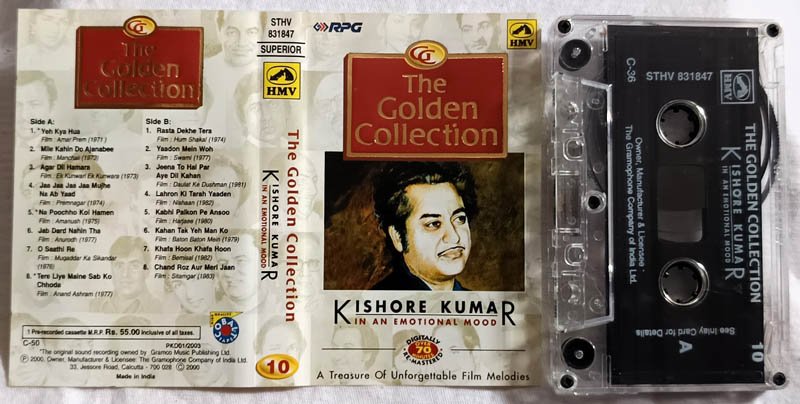 GC
The
Golden
Collection
Side A:
1. *Yeh Kya Hua
Film : Amar Prem (1971)
2. Mile Kahin Do Ajanabee
Film : Manchali (1973)
3. Agar Dil Hamara
Film : Ek Kunwari Ek Kunwara (1973)
4. Jaa Jaa Jaa Jaa Mujhe
Na Ab Yaad
Film : Premnagar (1974)
5. *Na Poochho Koi Hamen
Film : Amanush (1975)
6. Jab Dard Nahin Tha
Film : Anurodh (1977)
7. O Saathi Re
Film : Muqaddar Ka Sikandar
(1978)
8. *Tere Liye Maine Sab Ko
Chhoda
Film : Anand Ashram (1977)
Side B:
1. Rasta Dekhe Tera
Film : Hum Shakal (1974)
2. Yaadon Mein Woh
Film : Swami (1977)
3. Jeena To Hai Par
Aye Dil Kahan
Film : Daulat Ke Dushman (1981)
4. Lahron Ki Tarah Yaaden
Film : Nishaan (1982)
5. Kabhi Palkon Pe Ansoo
Film : Harjaee (1980)
6. Kahan Tak Yeh Man Ko
Film : Baton Baton Mein (1979)
7. Khafa Hoon Khafa Hoon
Film : Bemisal (1982)
8. Chand Roz Aur Meri Jaan
Film : Sitamgar (1983)
1 Pre-recorded cassette M.R.P. Rs. 55.00 inclusive of all taxes.
C-50
PKD01/2003
*The original sound recording owned by Gramco Music Publishing Ltd.
Ⓟ 2000, Owner, Manufacturer & Licensee: The Gramophone Company of India Ltd.
33, Jessore Road, Calcutta - 700 028 © 2000
Made in India
STHV
831847
SUPERIOR
HMV
The Golden Collection
KISHORE KUMAR
IN AN EMOTIONAL MOOD
10
RPG
HMV
GC
The
Golden
Collection
KISHORE KUMAR
IN AN EMOTIONAL MOOD
DIGITALLY
OVER 70 MINUTES
RE-MASTERED
A Treasure Of Unforgettable Film Melodies
C-36
STHV 831847
HMV
THE GOLDEN COLLECTION
KISHORE KUMAR
IN AN EMOTIONAL MOOD
Owner, Manufacturer & Licensee
The Gramophone Company of India Ltd.
See Inlay Card for Details
A
10